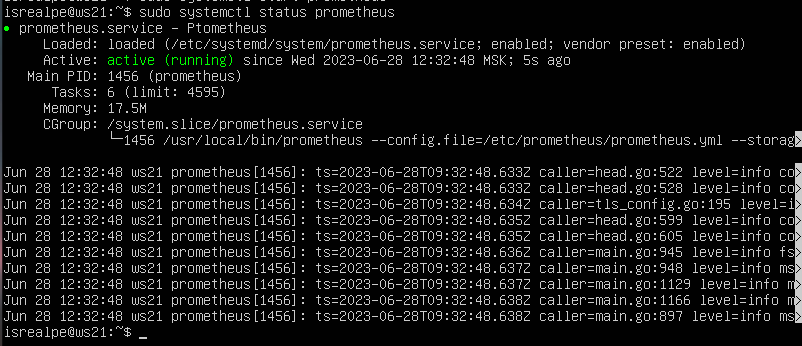 isrealpe@ws21:~$ sudo systemctl status prometheus
● prometheus.service - Ptometheus
Loaded: loaded (/etc/systemd/system/prometheus.service; enabled; vendor preset: enabled)
Active: active (running) since Wed 2023-06-28 12:32:48 MSK; 5s ago
Main PID: 1456 (prometheus)
Tasks: 6 (limit: 4595)
Memory: 17.5M
CGroup: /system.slice/prometheus.service
└─1456 /usr/local/bin/prometheus --config.file=/etc/prometheus/prometheus.yml --storag>
Jun 28 12:32:48 ws21 prometheus[1456]: ts=2023-06-28T09:32:48.633Z caller=head.go:522 level=info co>
Jun 28 12:32:48 ws21 prometheus[1456]: ts=2023-06-28T09:32:48.633Z caller=head.go:528 level=info co>
Jun 28 12:32:48 ws21 prometheus[1456]: ts=2023-06-28T09:32:48.634Z caller=tls_config.go:195 level=i>
Jun 28 12:32:48 ws21 prometheus[1456]: ts=2023-06-28T09:32:48.635Z caller=head.go:599 level=info co>
Jun 28 12:32:48 ws21 prometheus[1456]: ts=2023-06-28T09:32:48.635Z caller=head.go:605 level=info co>
Jun 28 12:32:48 ws21 prometheus[1456]: ts=2023-06-28T09:32:48.636Z caller=main.go:945 level=info fs>
Jun 28 12:32:48 ws21 prometheus[1456]: ts=2023-06-28T09:32:48.637Z caller=main.go:948 level=info ms>
Jun 28 12:32:48 ws21 prometheus[1456]: ts=2023-06-28T09:32:48.637Z caller=main.go:1129 level=info m>
Jun 28 12:32:48 ws21 prometheus[1456]: ts=2023-06-28T09:32:48.638Z caller=main.go:1166 level=info m>
Jun 28 12:32:48 ws21 prometheus[1456]: ts=2023-06-28T09:32:48.638Z caller=main.go:897 level=info ms>
isrealpe@ws21:~$ _